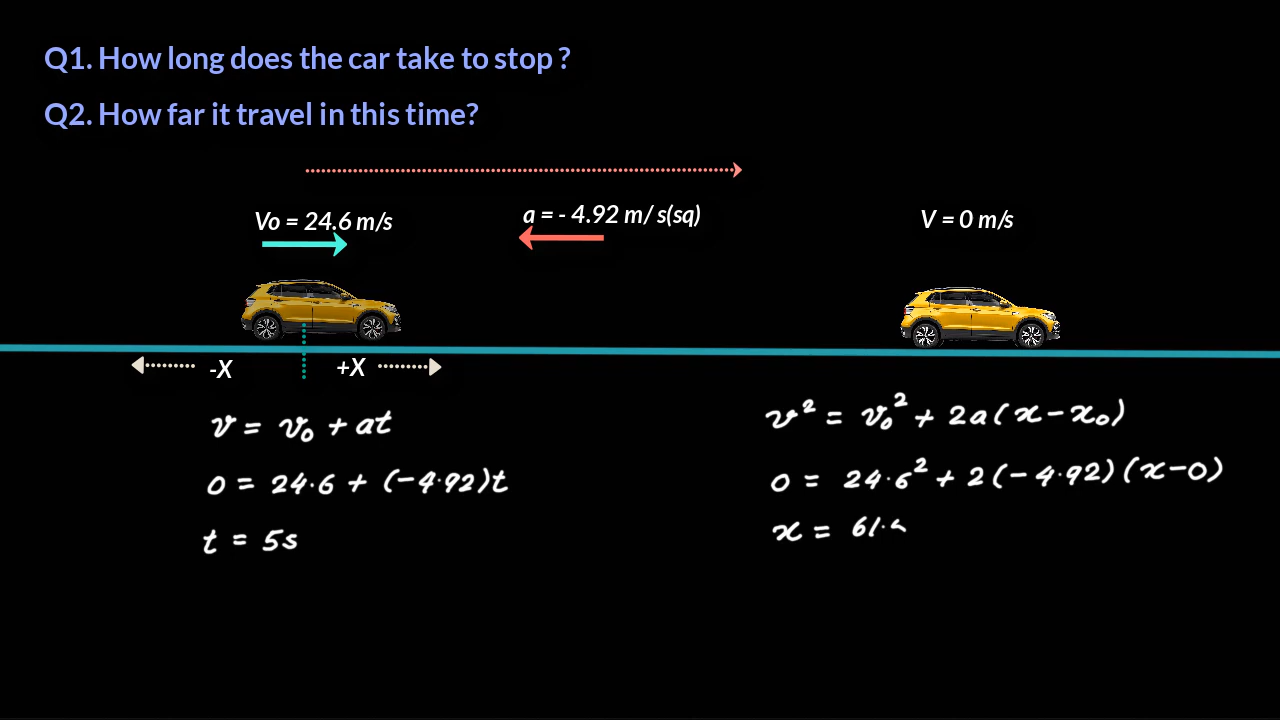 Q1. How long does the car take to stop ?
Q2. How far it travel in this time?
Vo = 24.6 m/s
a = - 4.92 m/ s(sq)
V = 0 m/s
-X
+X
v = v₀ + at
0 = 24.6 + (-4.92)t
t = 5s
v² = v₀² + 2a(x-x₀)
0 = 24.6² + 2(-4.92)(x-0)
x = 61.